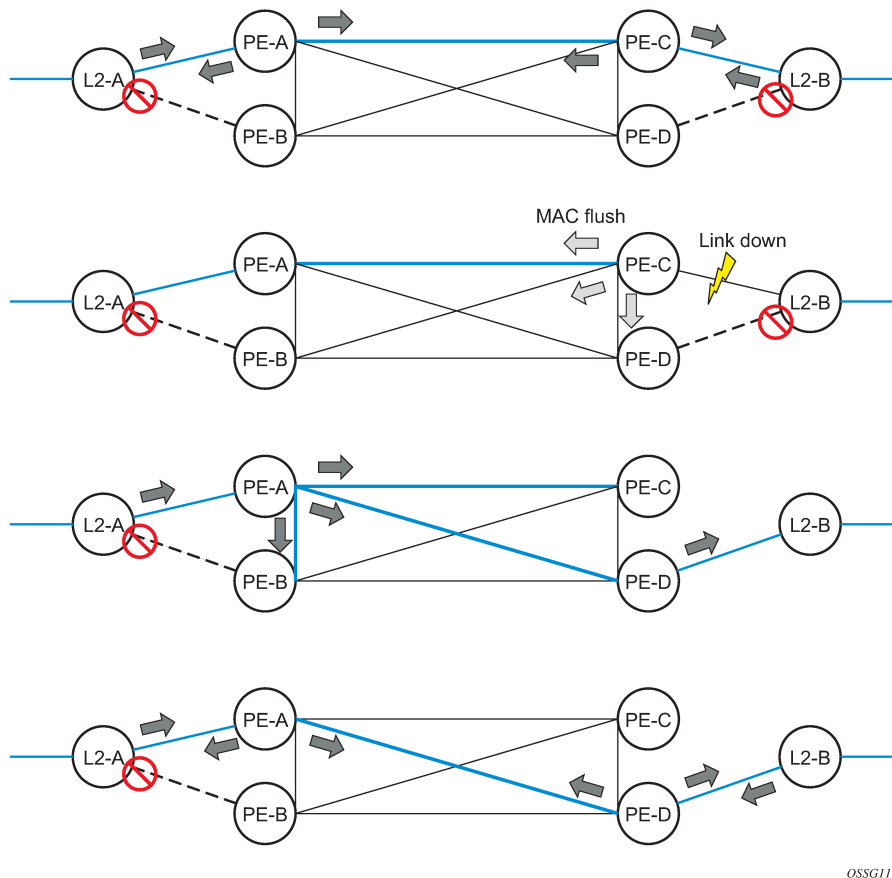 PE-A
PE-C
L2-A
L2-B
PE-B
PE-D
MAC flush
Link down
PE-A
PE-C
L2-A
L2-B
PE-B
PE-D
PE-A
PE-C
L2-A
L2-B
PE-B
PE-D
PE-A
PE-C
L2-A
L2-B
PE-B
PE-D
OSSG11